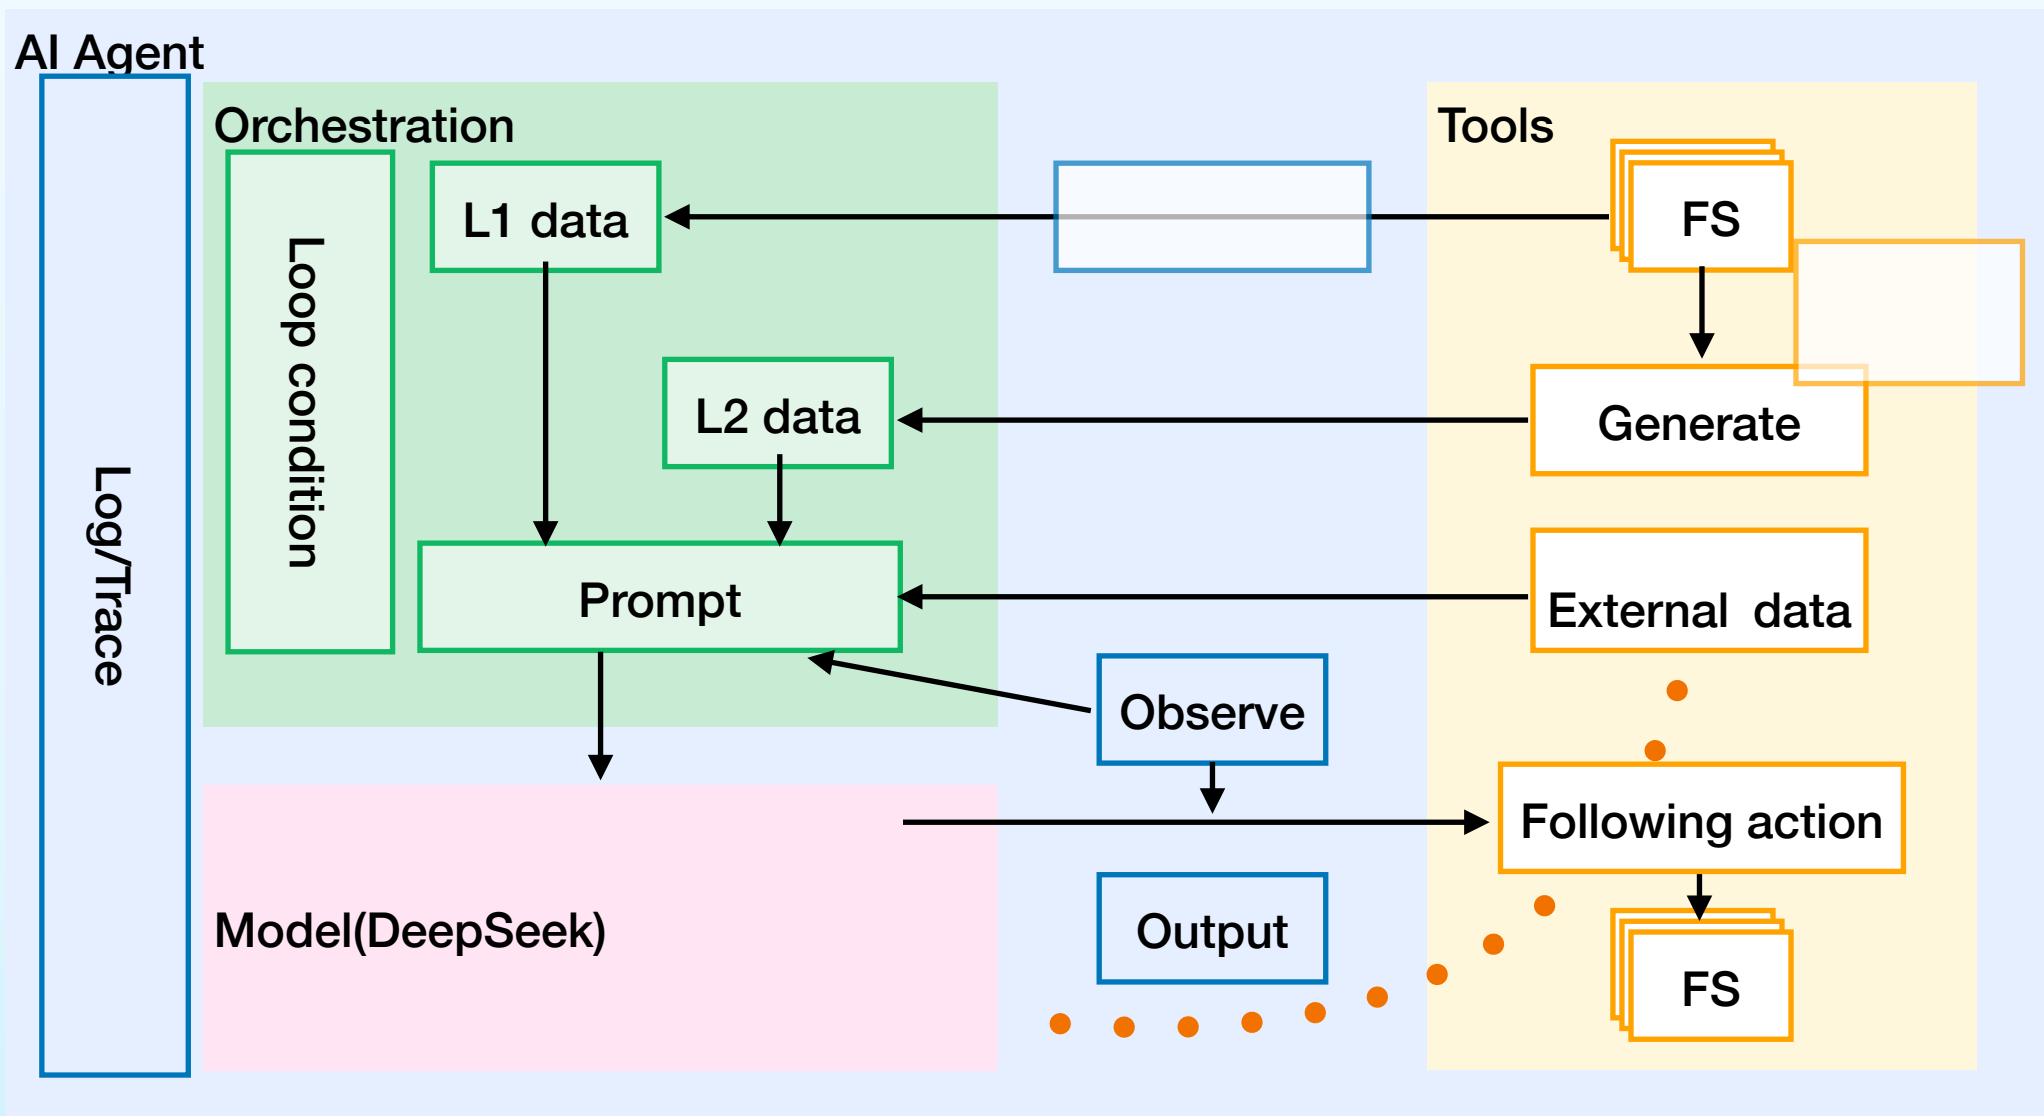 AI Agent
Log/Trace
Orchestration
Loop condition
L1 data
L2 data
Prompt
Model(DeepSeek)
Observe
Output
Tools
FS
Generate
External  data
Following action
FS